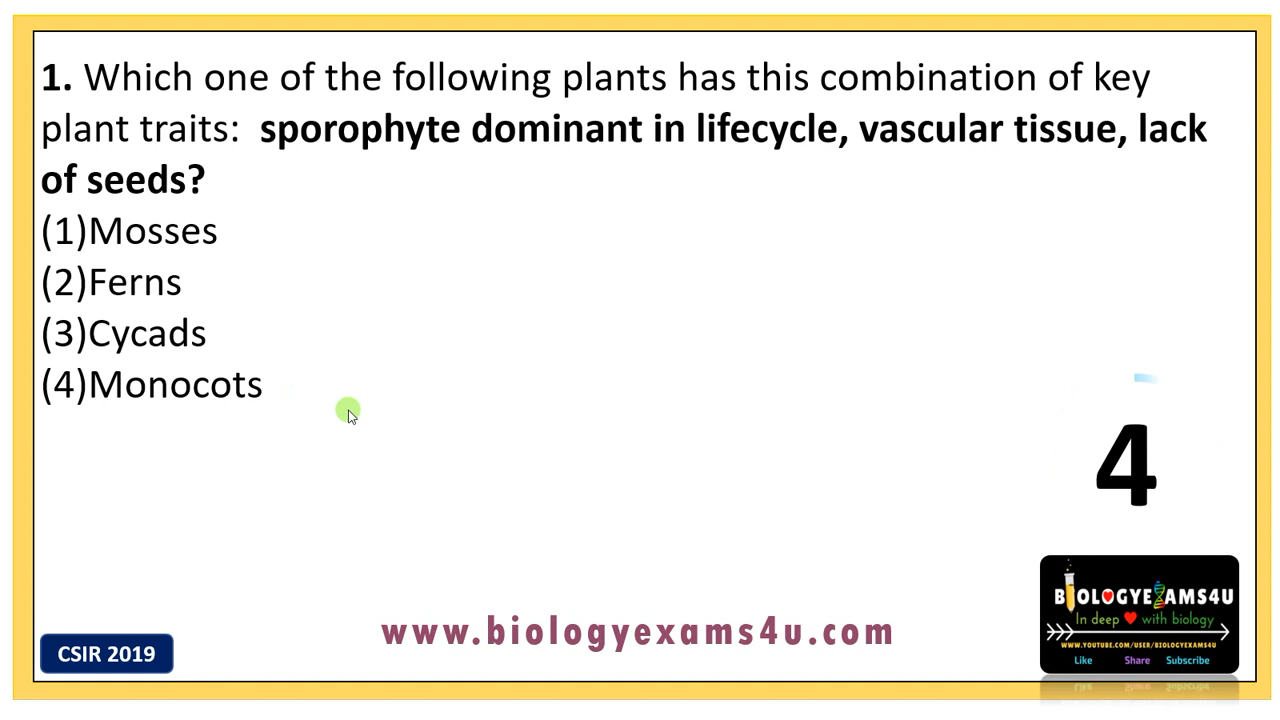 1. Which one of the following plants has this combination of key
plant traits: sporophyte dominant in lifecycle, vascular tissue, lack
of seeds?
(1)Mosses
(2)Ferns
(3)Cycads
(4)Monocots
4
BIOLOGYEXAMS4U
In deep ❤ with biology
WWW.YOUTUBE.COM/USER/BIOLOGYEXAMS4U
Like Share Subscribe
www.biologyexams4u.com
CSIR 2019